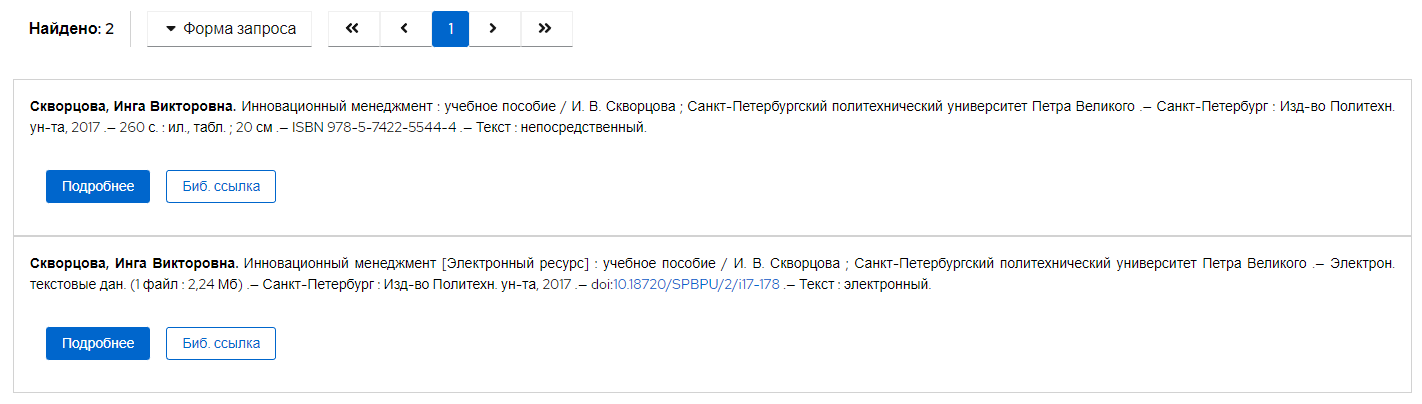 Найдено: 2 Форма запроса 1
Скворцова, Инга Викторовна. Инновационный менеджмент : учебное пособие / И. В. Скворцова ; Санкт-Петербургский политехнический университет Петра Великого .— Санкт-Петербург : Изд-во Политехн.
ун-та, 2017 .— 260 с. : ил., табл. ; 20 см .— ISBN 978-5-7422-5544-4 .— Текст : непосредственный.
Подробнее Биб. ссылка
Скворцова, Инга Викторовна. Инновационный менеджмент [Электронный ресурс] : учебное пособие / И. В. Скворцова ; Санкт-Петербургский политехнический университет Петра Великого .— Электрон.
текстовые дан. (1 файл : 2,24 Мб) .— Санкт-Петербург : Изд-во Политехн. ун-та, 2017 .— doi:10.18720/SPBPU/2/i17-178 .— Текст : электронный.
Подробнее Биб. ссылка